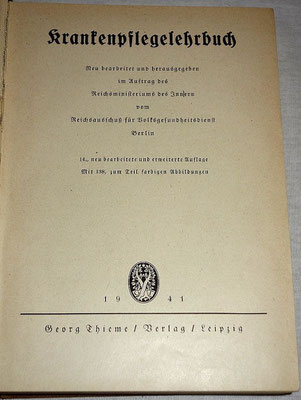 Krankenpflegelehrbuch
Neu bearbeitet und herausgegeben
im Auftrag des
Reichsministeriums des Innern
vom
Reichsausschuß für Volksgesundheitsdienst
Berlin
16., neu bearbeitete und erweiterte Auflage
Mit 198, zum Teil farbigen Abbildungen
1941
Georg Thieme / Verlag / Leipzig